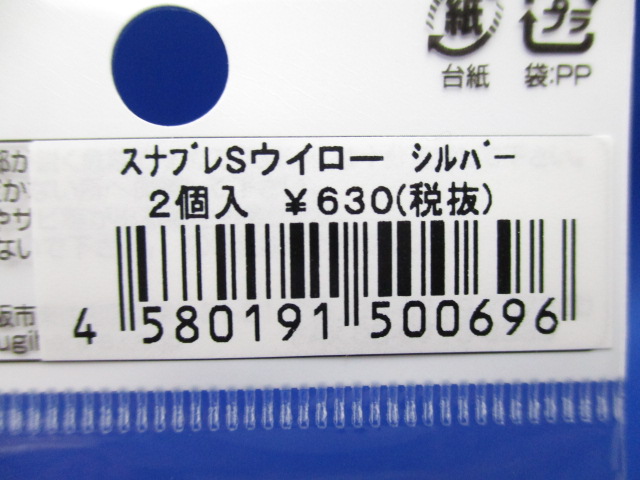 紙 プラ
台紙 袋:PP
スナブレSウイロー シルバー
2個入 ¥630(税抜)
4 580191 500696